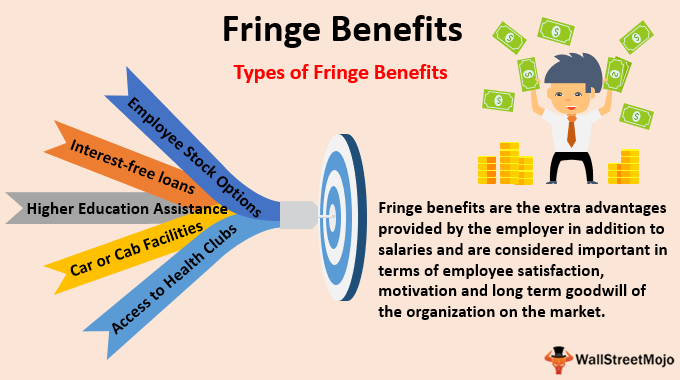 Fringe Benefits
Types of Fringe Benefits
Employee Stock Options
Interest-free loans
Higher Education Assistance
Car or Cab Facilities
Access to Health Clubs
$
$
$
2
$
$
Fringe benefits are the extra advantages
provided by the employer in addition to
salaries and are considered important in
terms of employee satisfaction,
motivation and long term goodwill of
the organization on the market.
WallStreetMojo